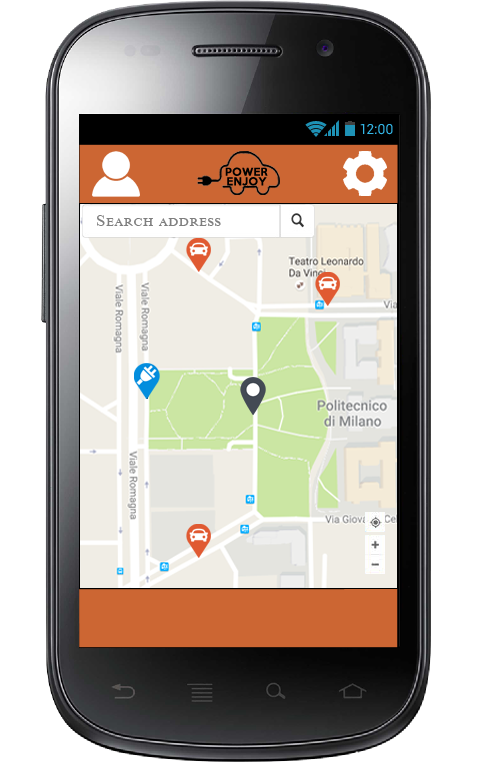 12:00
POWER
ENJOY
SEARCH ADDRESS
Teatro Leonardo
Da Vinci
Via
Viale Romagna
Viale Romagna
Politecnico
di Milano
Viale Romagna
Via Giova
Cel
+
−